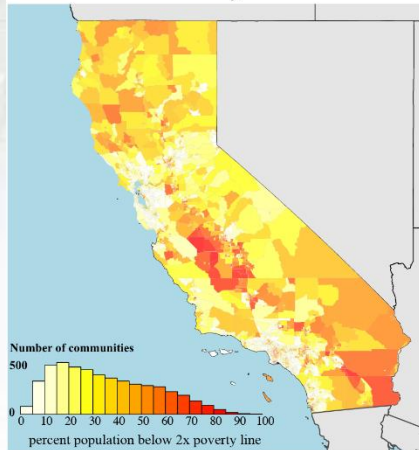 Number of communities
500
0
0 10 20 30 40 50 60 70 80 90 100
percent population below 2x poverty line